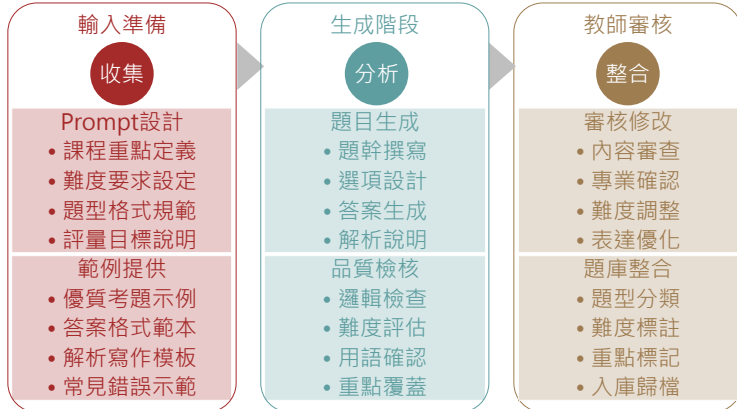 輸入準備
收集
Prompt設計
• 課程重點定義
• 難度要求設定
• 題型格式規範
• 評量目標說明
範例提供
• 優質考題示例
• 答案格式範本
• 解析寫作模板
• 常見錯誤示範
生成階段
分析
題目生成
• 題幹撰寫
• 選項設計
• 答案生成
• 解析說明
品質檢核
• 邏輯檢查
• 難度評估
• 用語確認
• 重點覆蓋
教師審核
整合
審核修改
• 內容審查
• 專業確認
• 難度調整
• 表達優化
題庫整合
• 題型分類
• 難度標註
• 重點標記
• 入庫歸檔